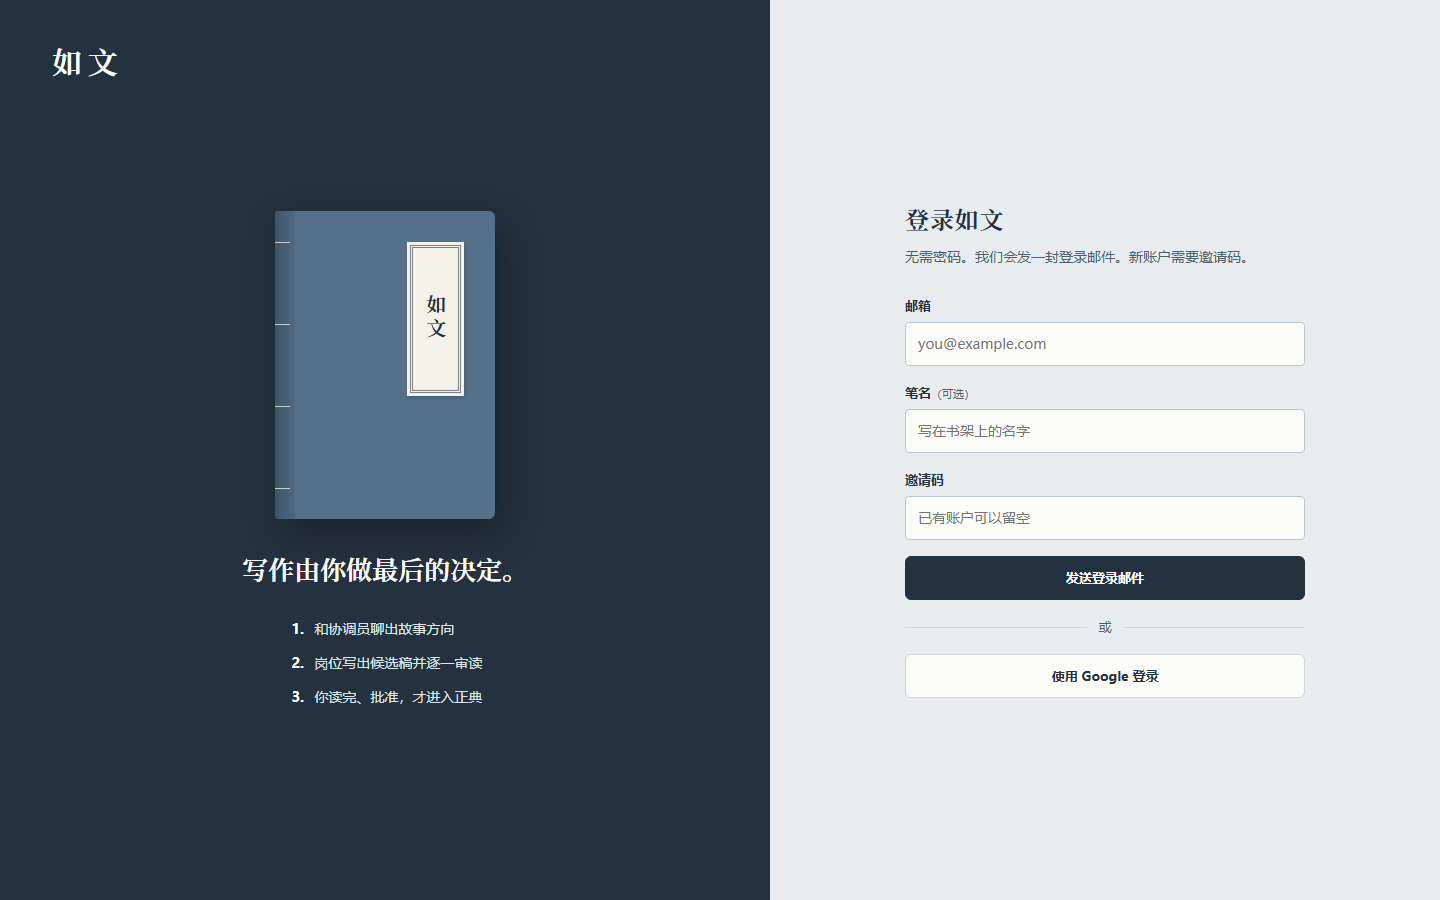 如文
如
文
写作由你做最后的决定。
1. 和协调员聊出故事方向
2. 岗位写出候选稿并逐一审读
3. 你读完、批准，才进入正典
登录如文
无需密码。我们会发一封登录邮件。新账户需要邀请码。
邮箱
you@example.com
笔名（可选）
写在书架上的名字
邀请码
已有账户可以留空
发送登录邮件
或
使用 Google 登录